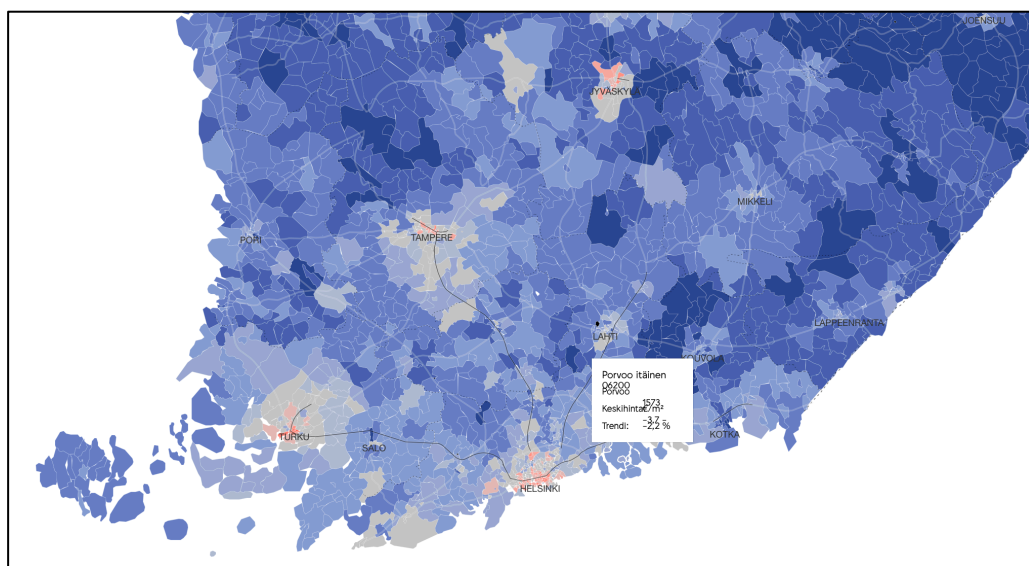 JOENSUU
JYVÄSKYLÄ
MIKKELI
PORI
TAMPERE
LAPPEENRANTA
LAHTI
KOUVOLA
Porvoo itäinen
06200
Porvoo
1573
Keskihinta: €/m²
-3,7 -
Trendi: -2,2 %
TURKU
KOTKA
SALO
HELSINKI